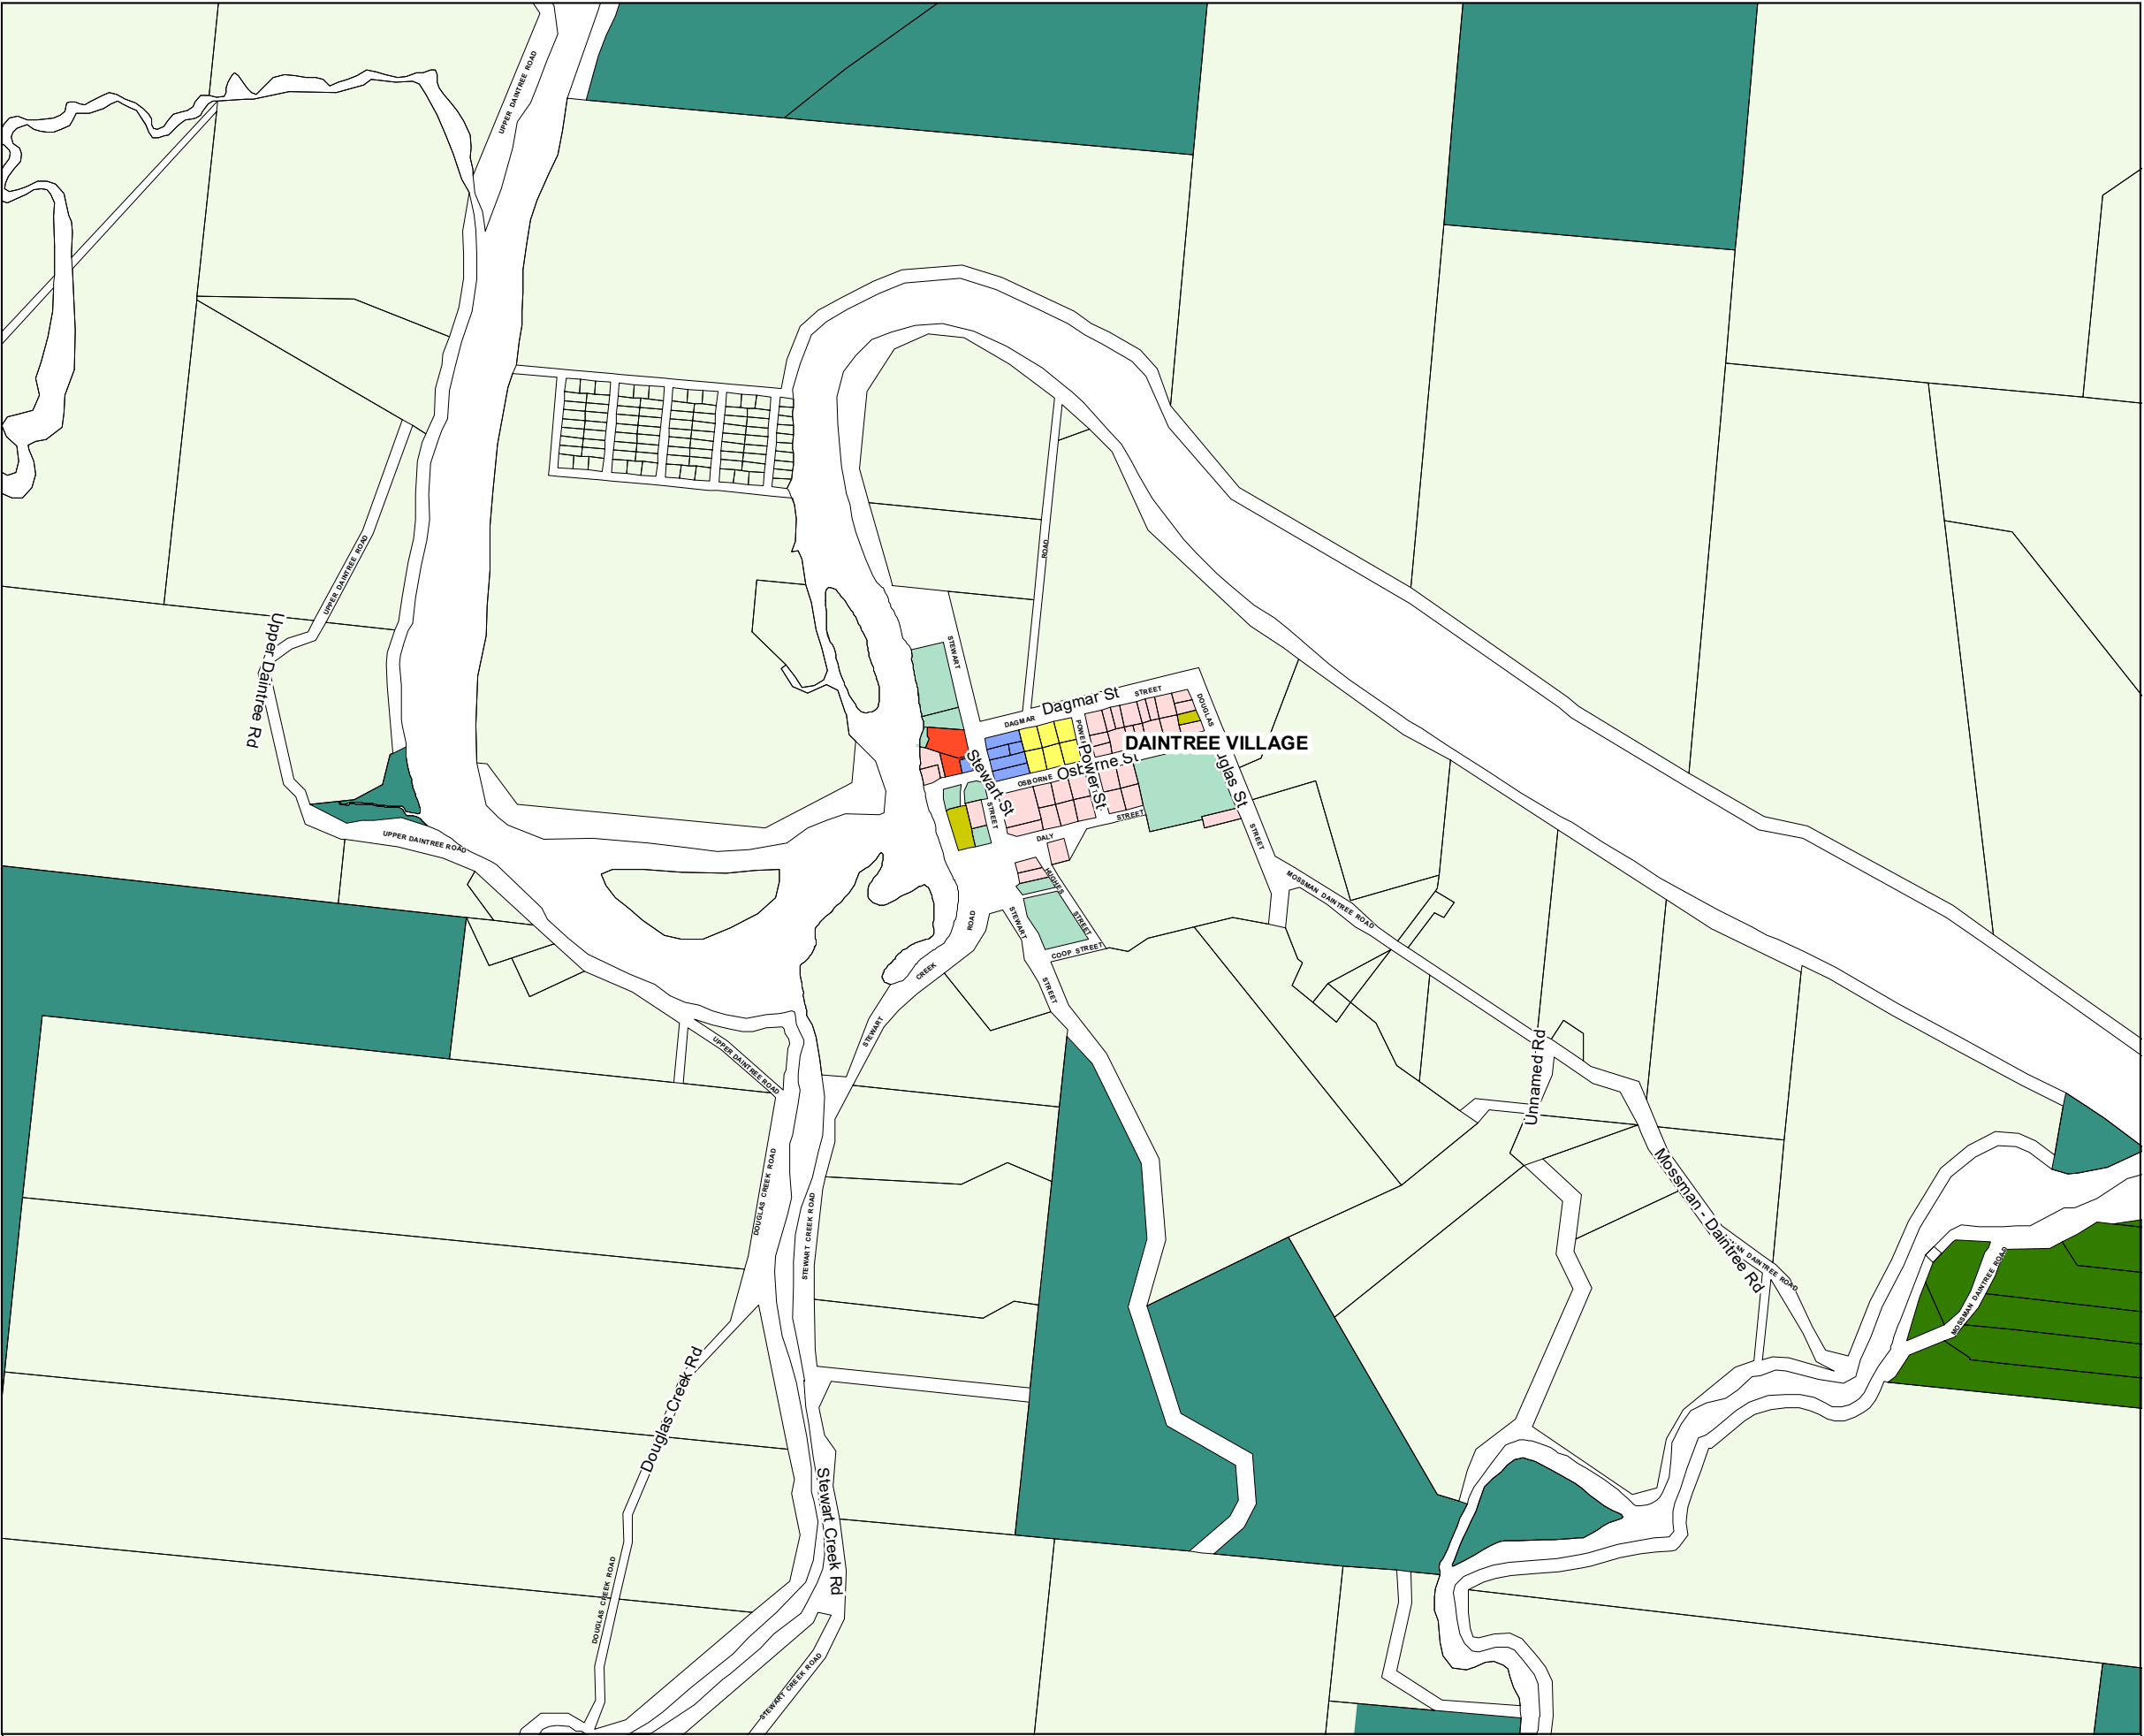 UPPER DAINTREE ROAD
UPPER DAINTREE ROAD
ROAD
Upper Daintree Rd
STEWART
Dagmar St
STREET
DOUGLAS
DAGMAR
DAINTREE VILLAGE
Osborne St
OSBORNE
Stewart St
Power St
STREET
STREET
STREET
DALY
UPPER DAINTREE ROAD
HUGHES
STREET
MOSSMAN DAINTREE ROAD
STEWART
STREET
ROAD
COOP STREET
CREEK
STREET
STEWART
UPPER DAINTREE ROAD
Unnamed Rd
DOUGLAS CREEK ROAD
STEWART CREEK ROAD
Mossman - Daintree Rd
DAINTREE ROAD
MOSSMAN DAINTREE ROAD
Douglas Creek Rd
Stewart Creek Rd
DOUGLAS CREEK ROAD
STEWART CREEK ROAD